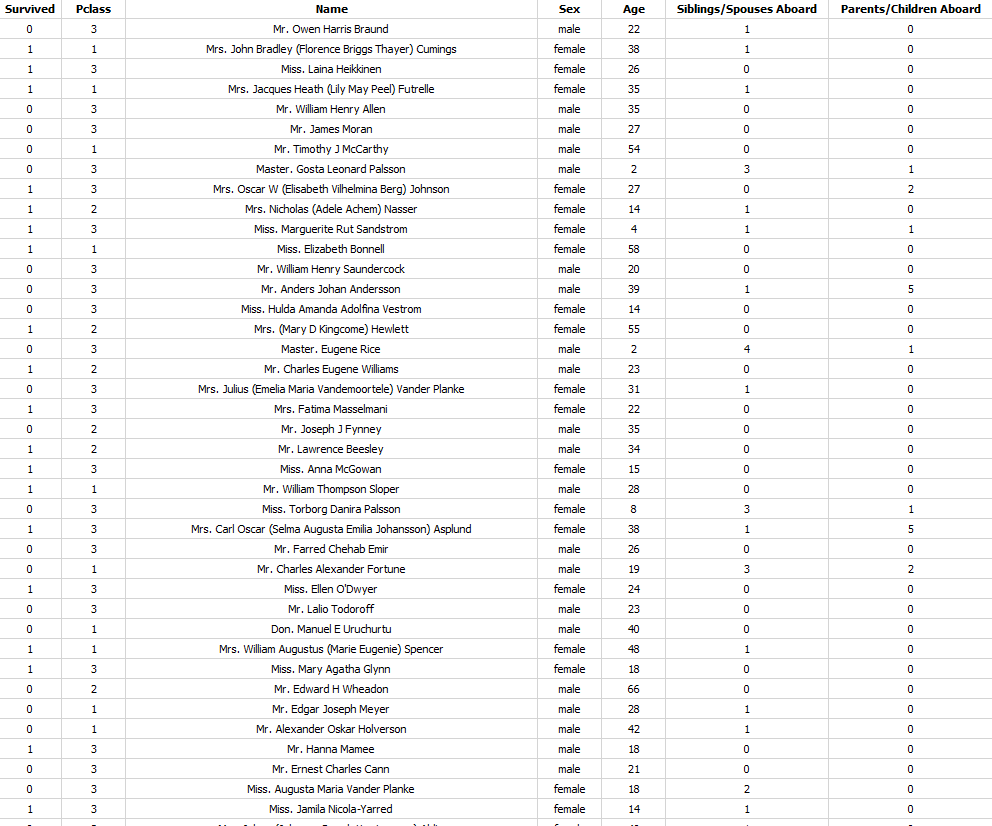 Survived Pclass Name Sex Age Siblings/Spouses Aboard Parents/Children Aboard
0 3 Mr. Owen Harris Braund male 22 1 0
1 1 Mrs. John Bradley (Florence Briggs Thayer) Cumings female 38 1 0
1 3 Miss. Laina Heikkinen female 26 0 0
1 1 Mrs. Jacques Heath (Lily May Peel) Futrelle female 35 1 0
0 3 Mr. William Henry Allen male 35 0 0
0 3 Mr. James Moran male 27 0 0
0 1 Mr. Timothy J McCarthy male 54 0 0
0 3 Master. Gosta Leonard Palsson male 2 3 1
1 3 Mrs. Oscar W (Elisabeth Vilhelmina Berg) Johnson female 27 0 2
1 2 Mrs. Nicholas (Adele Achem) Nasser female 14 1 0
1 3 Miss. Marguerite Rut Sandstrom female 4 1 1
1 1 Miss. Elizabeth Bonnell female 58 0 0
0 3 Mr. William Henry Saundercock male 20 0 0
0 3 Mr. Anders Johan Andersson male 39 1 5
0 3 Miss. Hulda Amanda Adolfina Vestrom female 14 0 0
1 2 Mrs. (Mary D Kingcome) Hewlett female 55 0 0
0 3 Master. Eugene Rice male 2 4 1
1 2 Mr. Charles Eugene Williams male 23 0 0
0 3 Mrs. Julius (Emelia Maria Vandemoortele) Vander Planke female 31 1 0
1 3 Mrs. Fatima Masselmani female 22 0 0
0 2 Mr. Joseph J Fynney male 35 0 0
1 2 Mr. Lawrence Beesley male 34 0 0
1 3 Miss. Anna McGowan female 15 0 0
1 1 Mr. William Thompson Sloper male 28 0 0
0 3 Miss. Torborg Danira Palsson female 8 3 1
1 3 Mrs. Carl Oscar (Selma Augusta Emilia Johansson) Asplund female 38 1 5
0 3 Mr. Farred Chehab Emir male 26 0 0
0 1 Mr. Charles Alexander Fortune male 19 3 2
1 3 Miss. Ellen O'Dwyer female 24 0 0
0 3 Mr. Lalio Todoroff male 23 0 0
0 1 Don. Manuel E Uruchurtu male 40 0 0
1 1 Mrs. William Augustus (Marie Eugenie) Spencer female 48 1 0
1 3 Miss. Mary Agatha Glynn female 18 0 0
0 2 Mr. Edward H Wheadon male 66 0 0
0 1 Mr. Edgar Joseph Meyer male 28 1 0
0 1 Mr. Alexander Oskar Holverson male 42 1 0
1 3 Mr. Hanna Mamee male 18 0 0
0 3 Mr. Ernest Charles Cann male 21 0 0
0 3 Miss. Augusta Maria Vander Planke female 18 2 0
1 3 Miss. Jamila Nicola-Yarred female 14 1 0